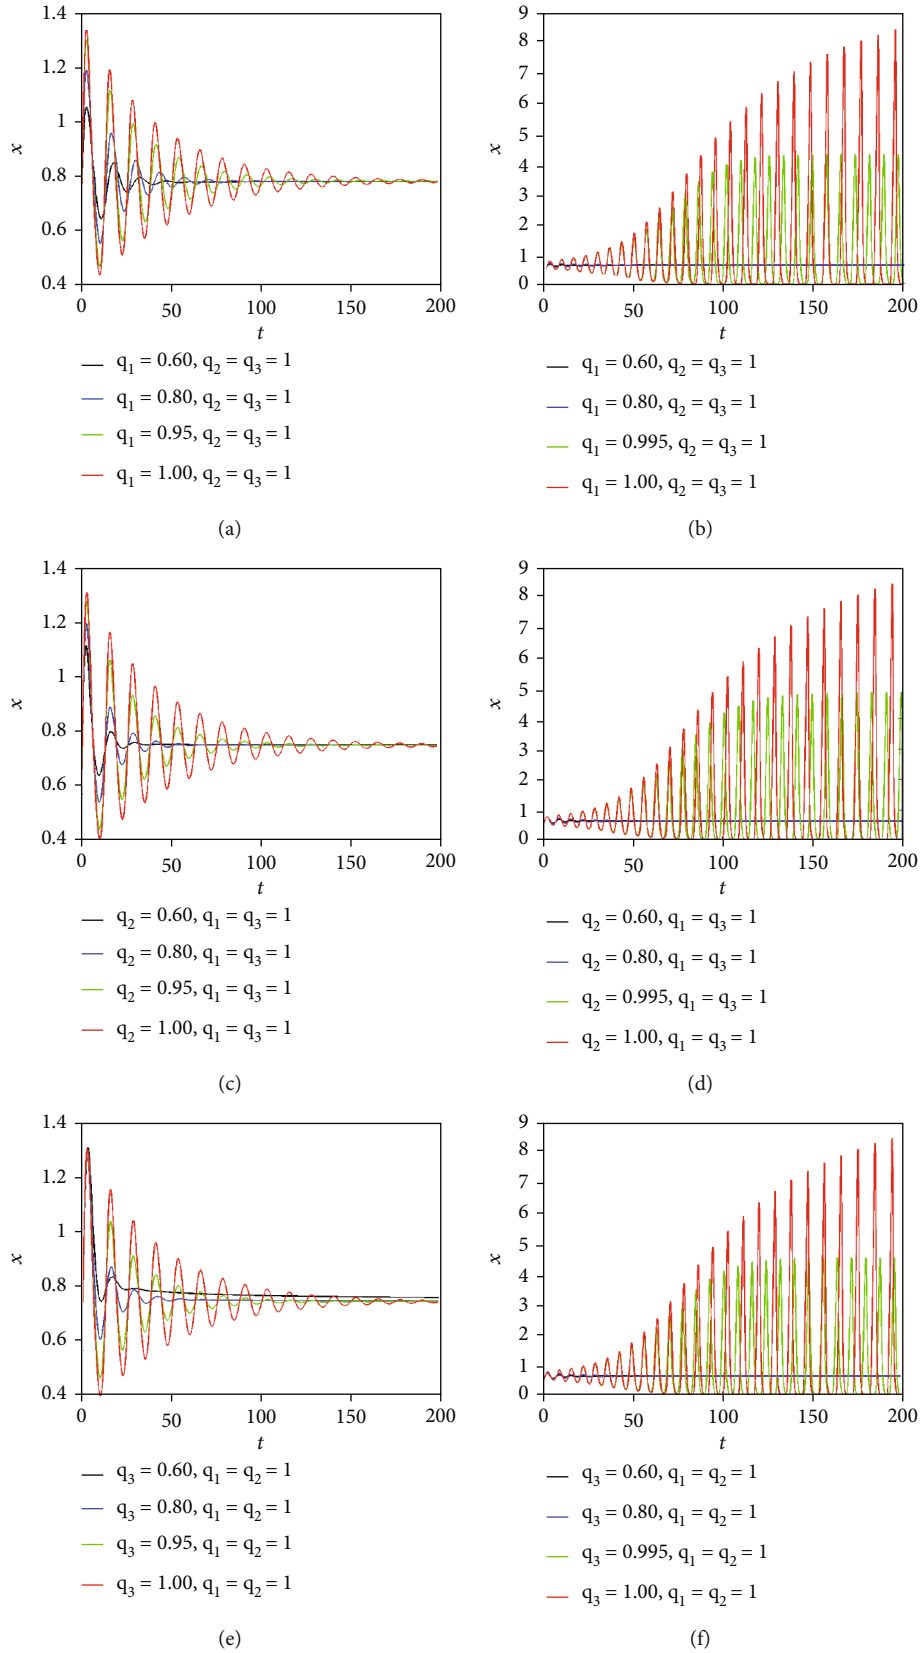 1.4
1.2
1
0.8
0.6
0.4
x
0 50 100 150 200
t
q1 = 0.60, q2 = q3 = 1
q1 = 0.80, q2 = q3 = 1
q1 = 0.95, q2 = q3 = 1
q1 = 1.00, q2 = q3 = 1
(a)
9
8
7
6
5
4
3
2
1
0
x
0 50 100 150 200
t
q1 = 0.60, q2 = q3 = 1
q1 = 0.80, q2 = q3 = 1
q1 = 0.995, q2 = q3 = 1
q1 = 1.00, q2 = q3 = 1
(b)
1.4
1.2
1
0.8
0.6
0.4
x
0 50 100 150 200
t
q2 = 0.60, q1 = q3 = 1
q2 = 0.80, q1 = q3 = 1
q2 = 0.95, q1 = q3 = 1
q2 = 1.00, q1 = q3 = 1
(c)
9
8
7
6
5
4
3
2
1
0
x
0 50 100 150 200
t
q2 = 0.60, q1 = q3 = 1
q2 = 0.80, q1 = q3 = 1
q2 = 0.995, q1 = q3 = 1
q2 = 1.00, q1 = q3 = 1
(d)
1.4
1.2
1
0.8
0.6
0.4
x
0 50 100 150 200
t
q3 = 0.60, q1 = q2 = 1
q3 = 0.80, q1 = q2 = 1
q3 = 0.95, q1 = q2 = 1
q3 = 1.00, q1 = q2 = 1
(e)
9
8
7
6
5
4
3
2
1
0
x
0 50 100 150 200
t
q3 = 0.60, q1 = q2 = 1
q3 = 0.80, q1 = q2 = 1
q3 = 0.995, q1 = q2 = 1
q3 = 1.00, q1 = q2 = 1
(f)